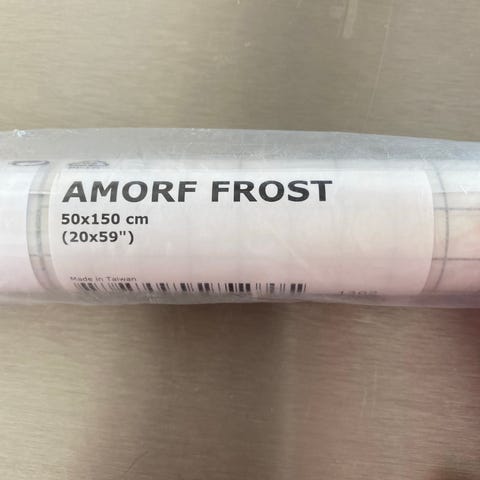 AMORF FROST
50x150 cm
(20x59")
Made in Taiwan